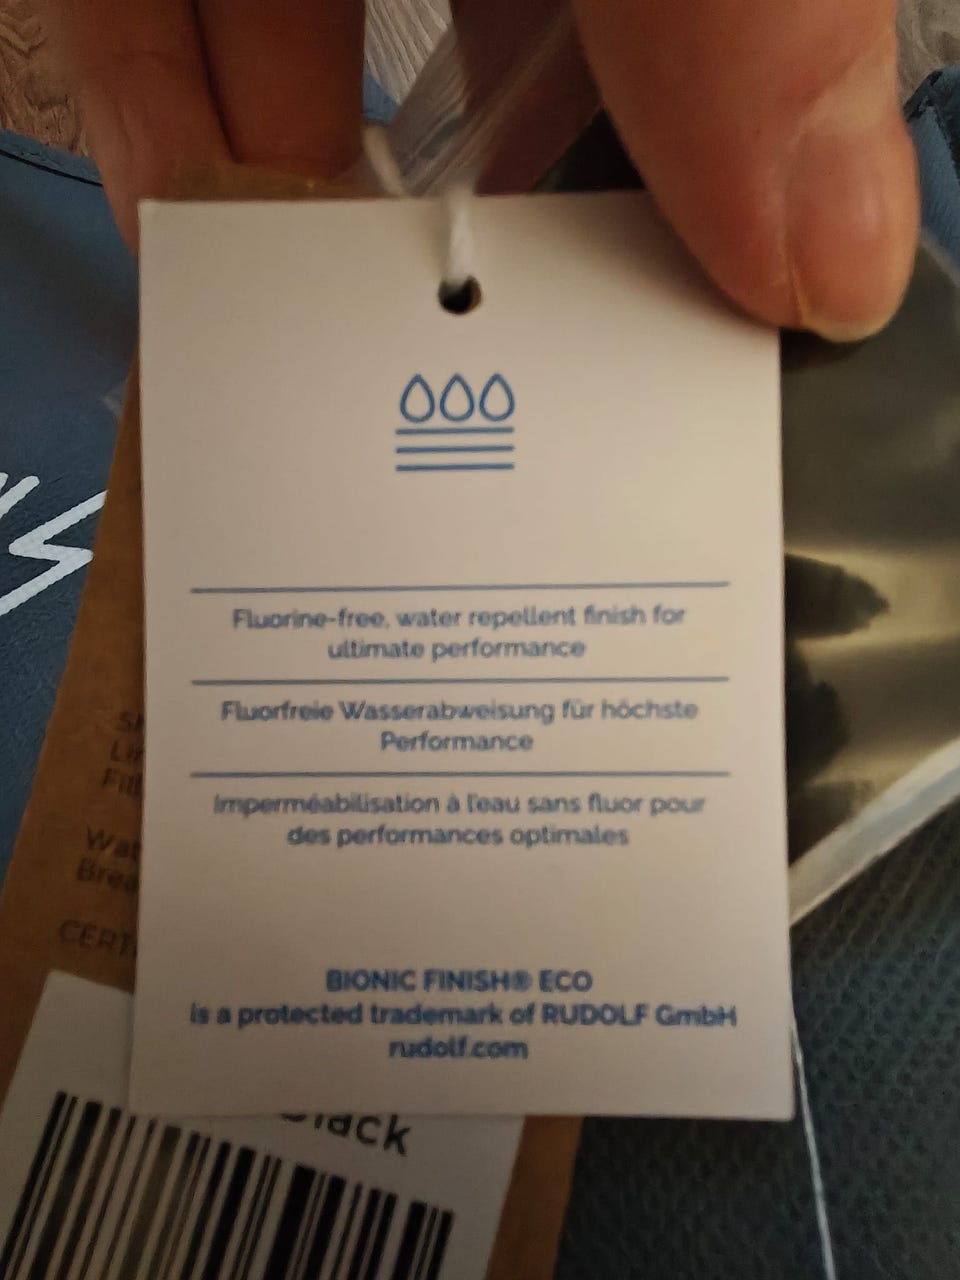 Fluorine-free, water repellent finish for
ultimate performance
Fluorfreie Wasserabweisung für höchste
Performance
Imperméabilisation à l'eau sans fluor pour
des performances optimales
BIONIC FINISH® ECO
is a protected trademark of RUDOLF GmbH
rudolf.com